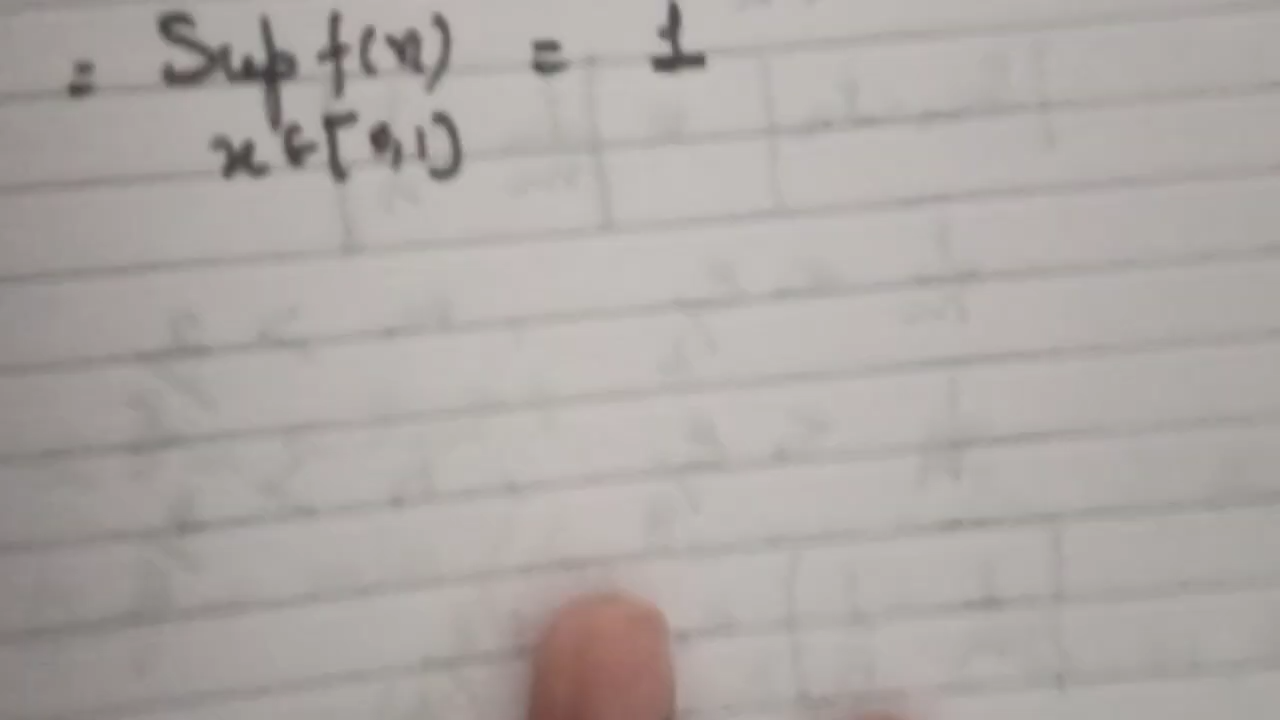 = Sup f(x) = 1
x ∈ [0,1)